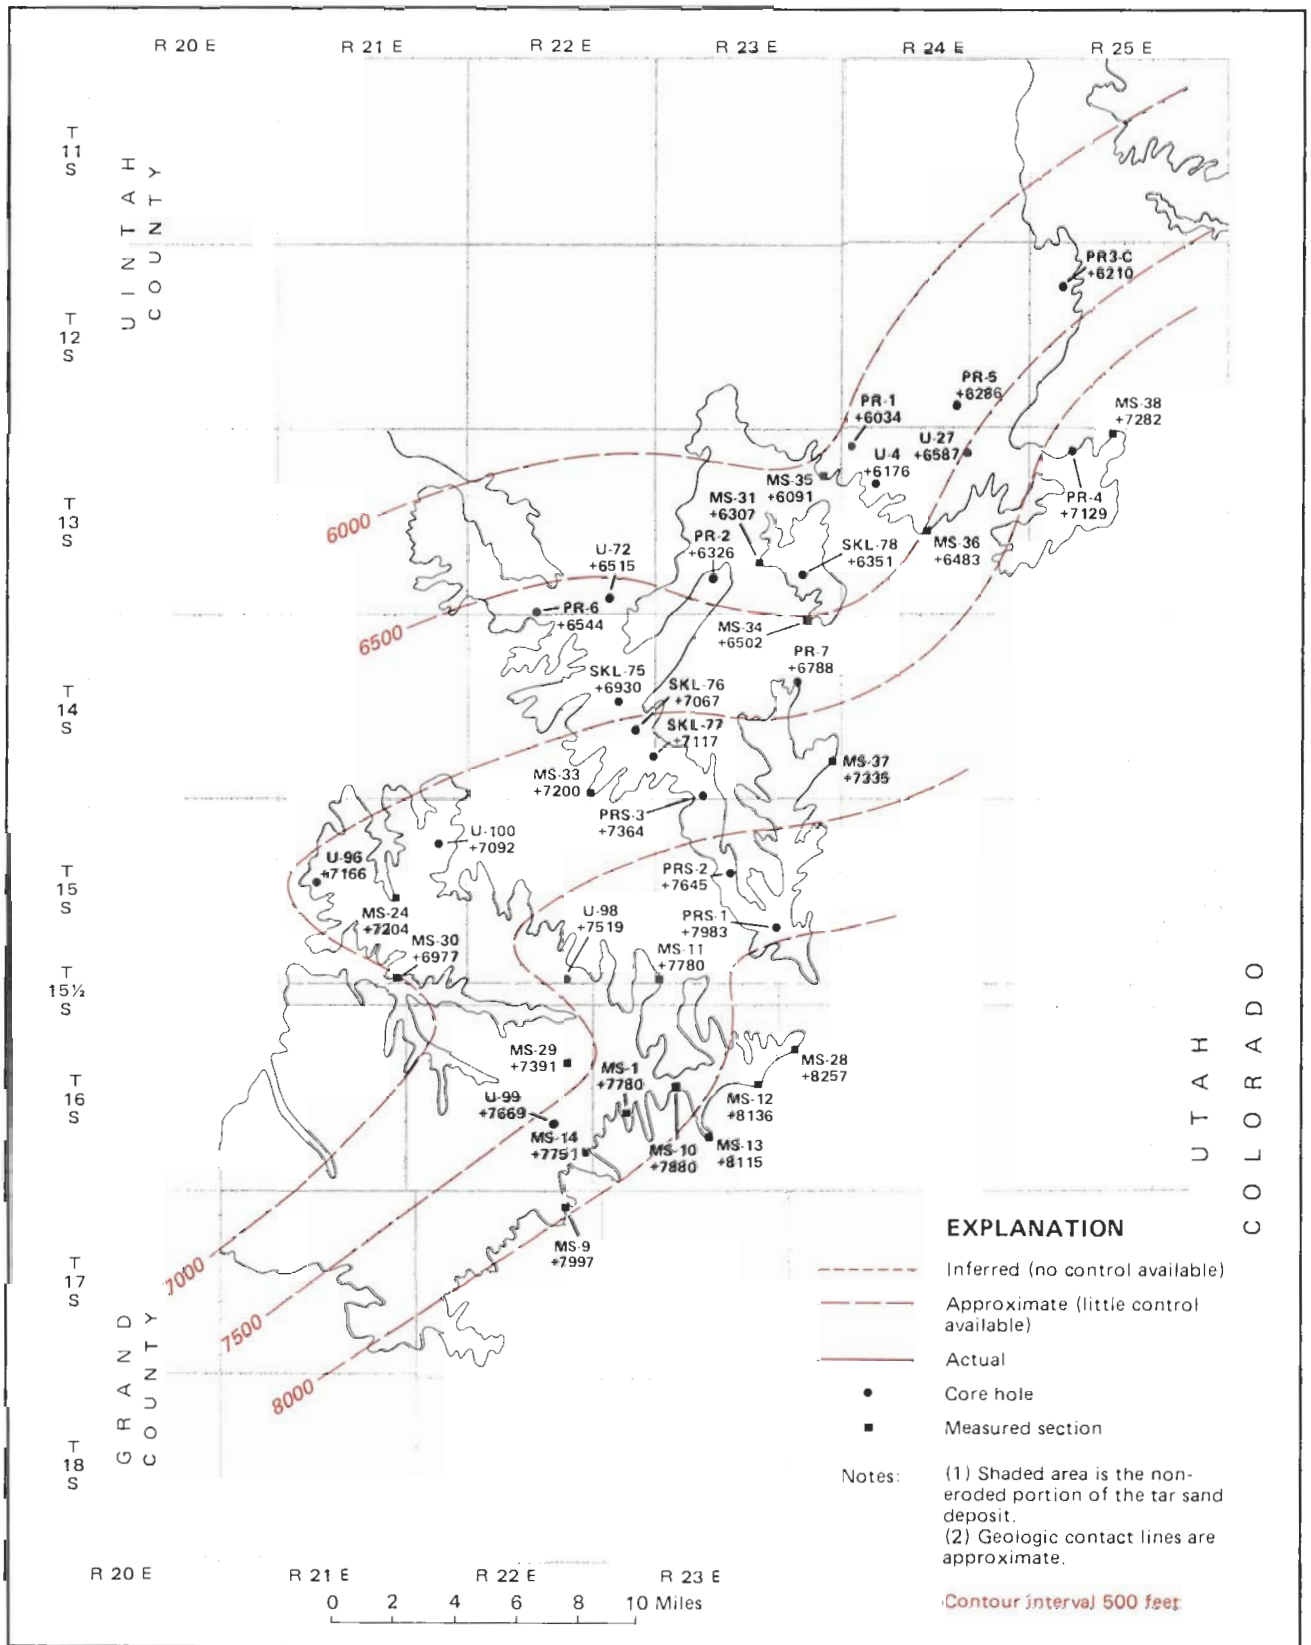 R 20 E R 21 E R 22 E R 23 E R 24 E R 25 E
T
11
S
UINTAH
COUNTY
T
12
S
PR3-C
+6210
PR-5
+6286
PR-1
+6034
MS-38
+7282
U-27
+6587
U-4
+6176
MS-35
+6091
MS-31
+6307
PR-4
+7129
T
13
S
6000
PR-2
+6326
SKL-78
+6351
MS-36
+6483
U-72
+6515
PR-6
+6544
MS-34
+6502
6500
PR-7
+6788
T
14
S
SKL-75
+6930
SKL-76
+7067
SKL-77
+7117
MS-33
+7200
MS-37
+7335
PRS-3
+7364
U-100
+7092
T
15
S
U-96
+7166
PRS-2
+7645
MS-24
+7204
U-98
+7519
PRS-1
+7983
MS-30
+6977
MS-11
+7780
T
15½
S
MS-29
+7391
MS-1
+7780
MS-28
+8257
T
16
S
U-99
+7669
MS-12
+8136
MS-14
+7751
MS-10
+7880
MS-13
+8115
UTAH
COLORADO
MS-9
+7997
T
17
S
7000
7500
8000
GRAND
COUNTY
T
18
S
EXPLANATION
Inferred (no control available)
Approximate (little control
available)
Actual
Core hole
Measured section
Notes: (1) Shaded area is the non-
eroded portion of the tar sand
deposit.
(2) Geologic contact lines are
approximate.
Contour interval 500 feet
R 20 E R 21 E R 22 E R 23 E
0 2 4 6 8 10 Miles